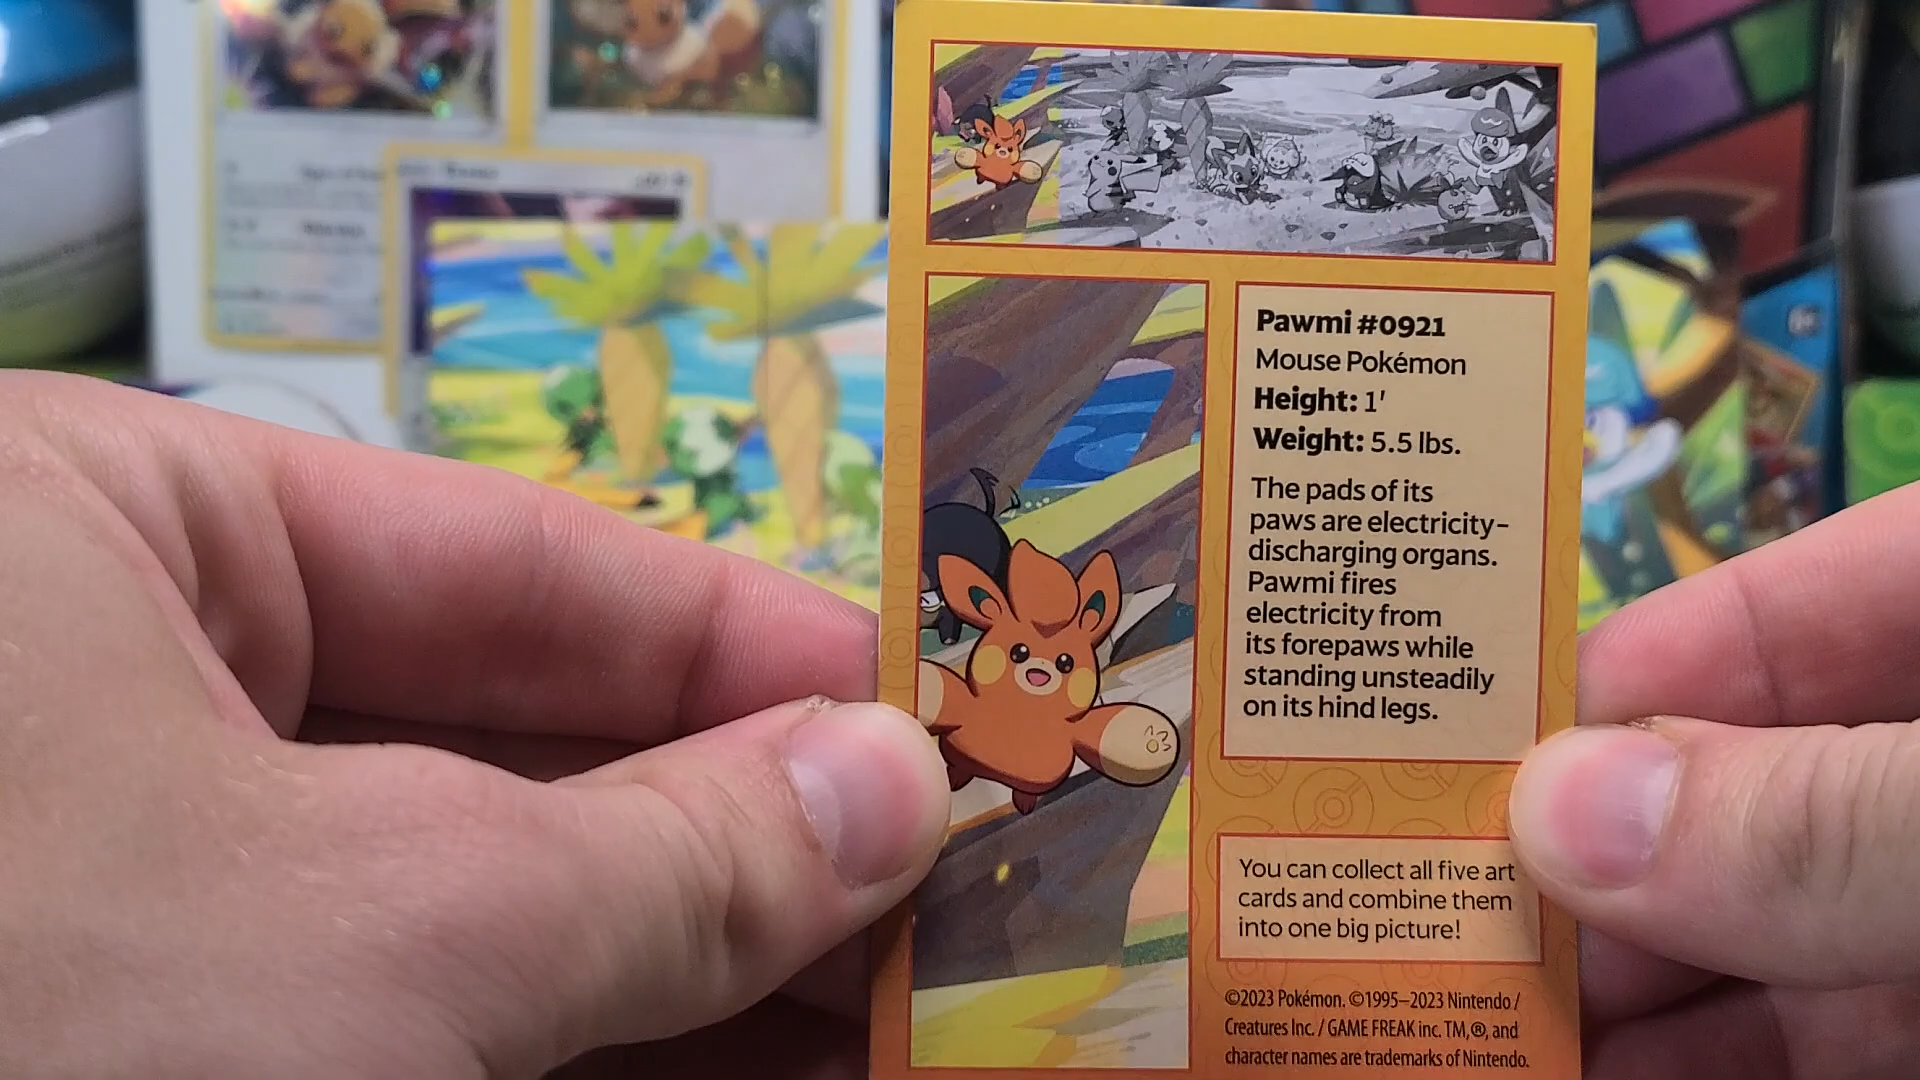 Pawmi #0921
Mouse Pokémon
Height: 1'
Weight: 5.5 lbs.
The pads of its
paws are electricity-
discharging organs.
Pawmi fires
electricity from
its forepaws while
standing unsteadily
on its hind legs.
You can collect all five art
cards and combine them
into one big picture!
©2023 Pokémon. ©1995–2023 Nintendo /
Creatures Inc. / GAME FREAK inc. TM,®, and
character names are trademarks of Nintendo.